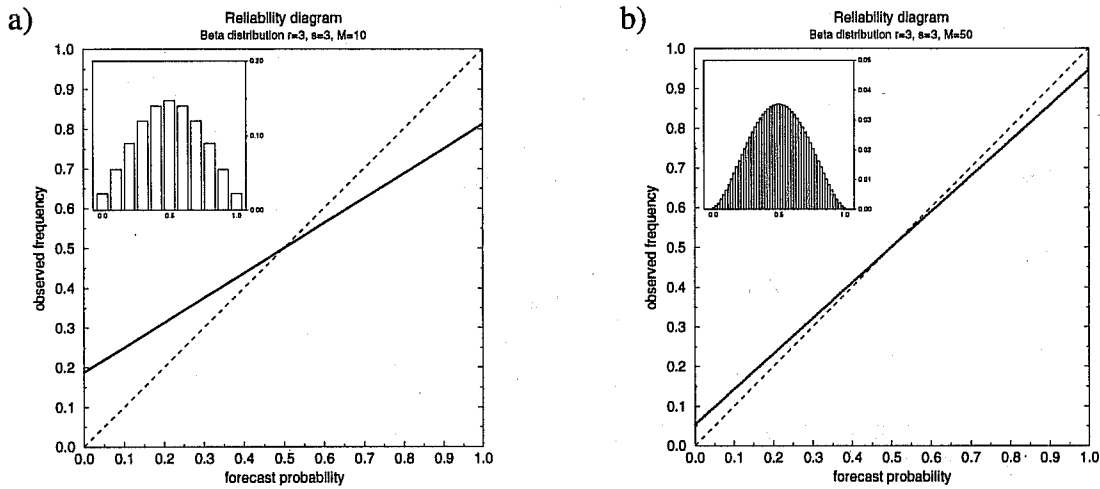 a)
Reliability diagram
Beta distribution r=3, s=3, M=10
1.0
0.9
0.8
0.7
0.6
0.5
0.4
0.3
0.2
0.1
0.0
observed frequency
0.20
0.10
0.00
0.0 0.5 1.0
0.0 0.1 0.2 0.3 0.4 0.5 0.6 0.7 0.8 0.9 1.0
forecast probability
b)
Reliability diagram
Beta distribution r=3, s=3, M=50
1.0
0.9
0.8
0.7
0.6
0.5
0.4
0.3
0.2
0.1
0.0
observed frequency
0.05
0.04
0.03
0.02
0.01
0.00
0.0 0.5 1.0
0.0 0.1 0.2 0.3 0.4 0.5 0.6 0.7 0.8 0.9 1.0
forecast probability